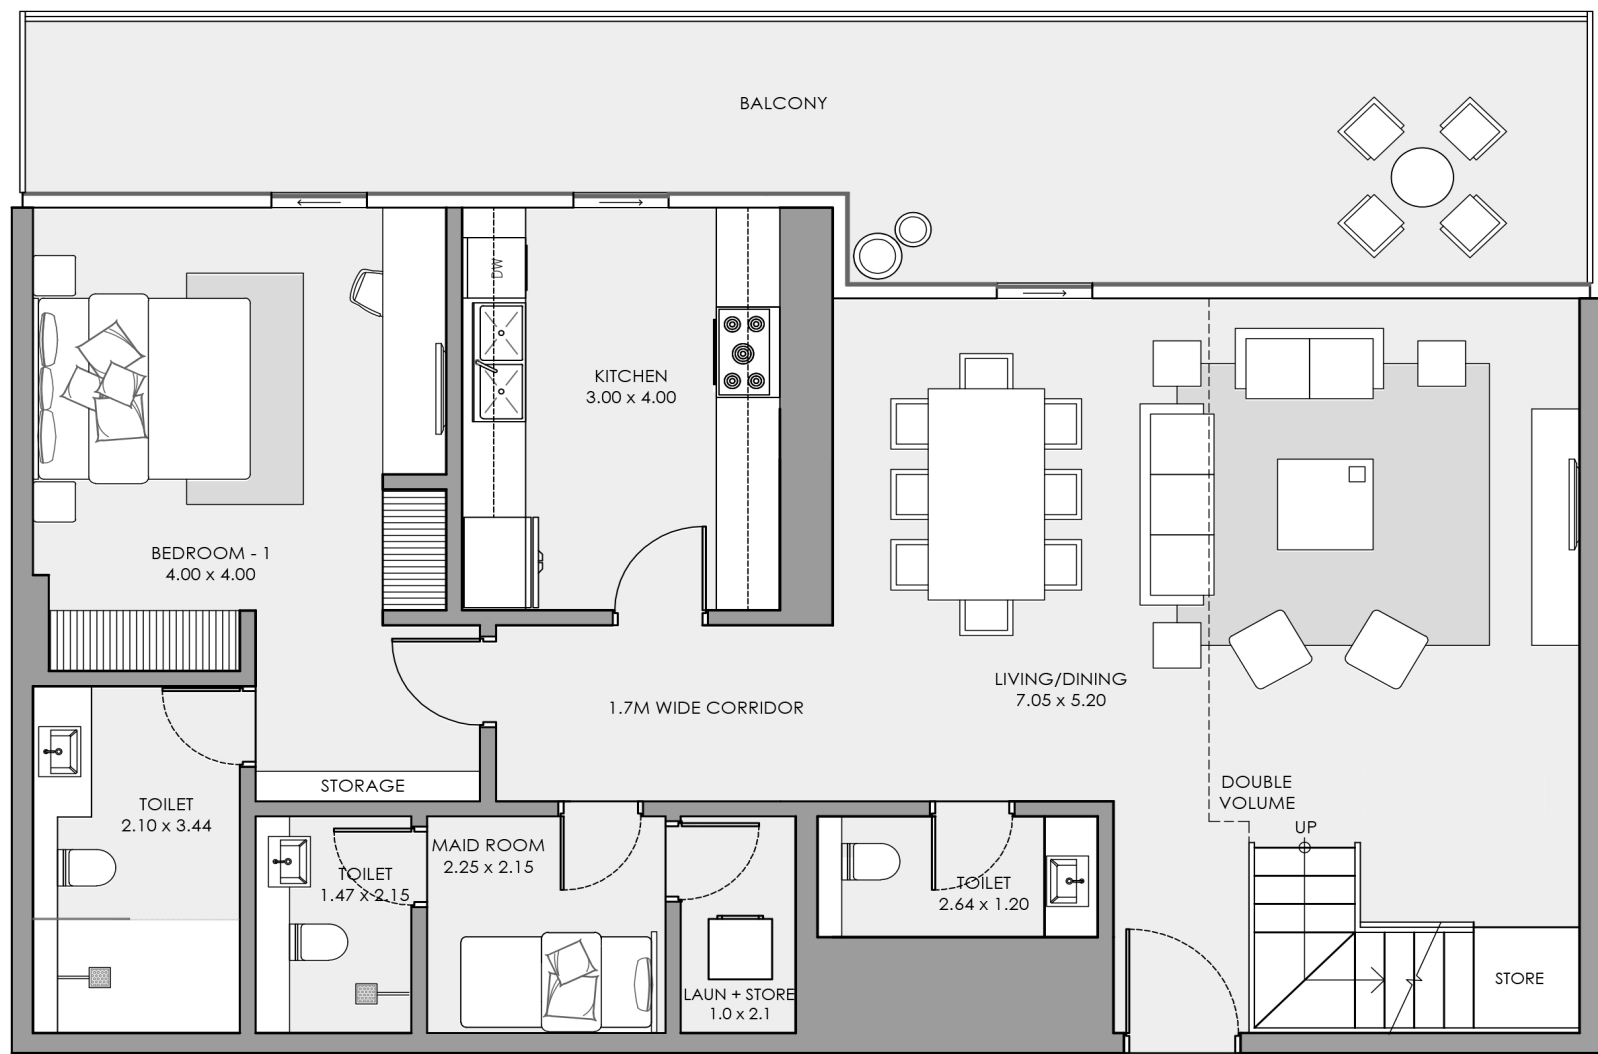 BALCONY
DW
KITCHEN
3.00 x 4.00
BEDROOM - 1
4.00 x 4.00
LIVING/DINING
7.05 x 5.20
1.7M WIDE CORRIDOR
STORAGE
DOUBLE
VOLUME
UP
TOILET
2.10 x 3.44
MAID ROOM
2.25 x 2.15
TOILET
1.47 x 2.15
TOILET
2.64 x 1.20
LAUN + STORE
1.0 x 2.1
STORE